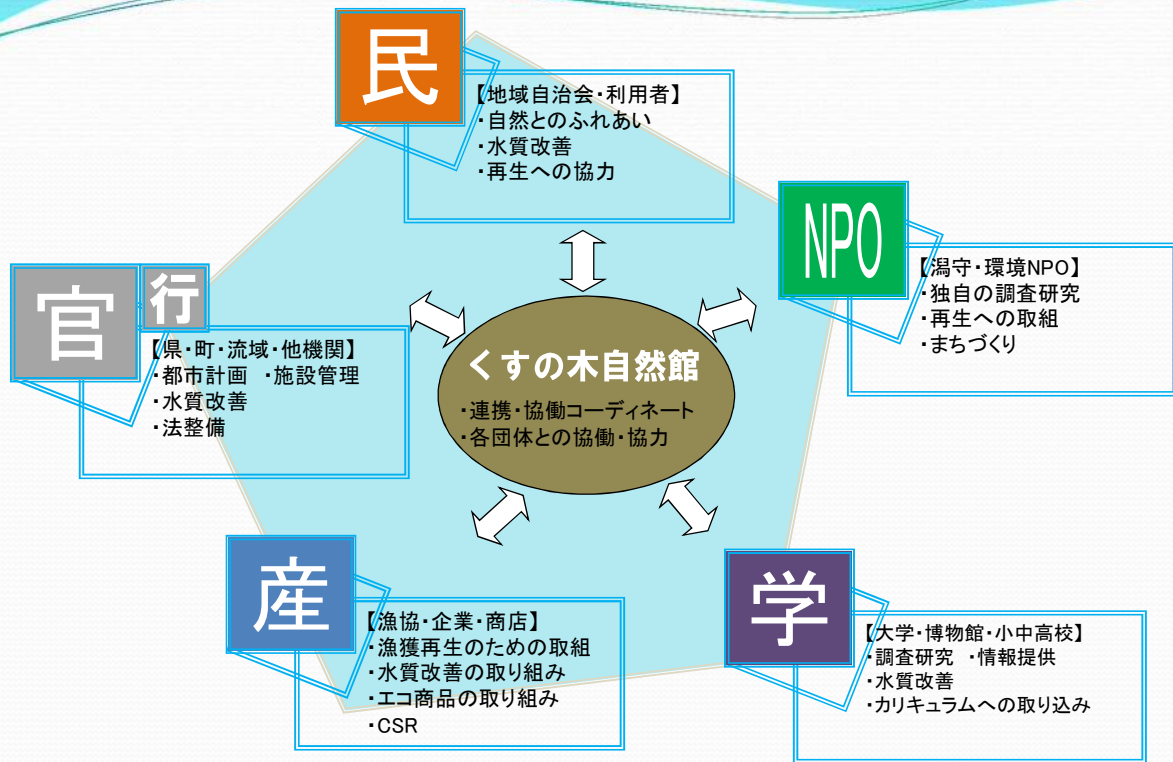 民
【地域自治会・利用者】
・自然とのふれあい
・水質改善
・再生への協力
NPO
【潟守・環境NPO】
・独自の調査研究
・再生への取組
・まちづくり
官
行
【県・町・流域・他機関】
・都市計画 ・施設管理
・水質改善
・法整備
くすの木自然館
・連携・協働コーディネート
・各団体との協働・協力
産
【漁協・企業・商店】
・漁獲再生のための取組
・水質改善の取り組み
・エコ商品の取り組み
・CSR
学
【大学・博物館・小中高校】
・調査研究 ・情報提供
・水質改善
・カリキュラムへの取り込み